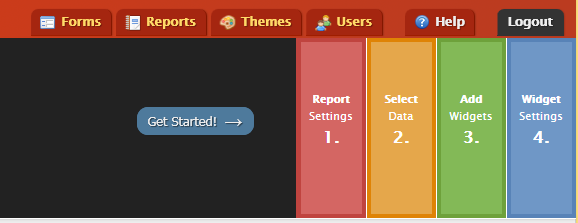 Forms Reports Themes Users Help Logout
Get Started! →
Report Settings 1.
Select Data 2.
Add Widgets 3.
Widget Settings 4.